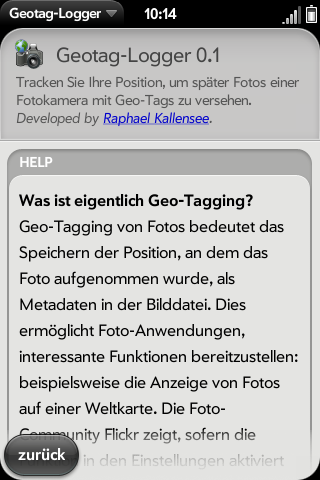 Geotag-Logger
10:14
Geotag-Logger 0.1
Tracken Sie Ihre Position, um später Fotos einer
Fotokamera mit Geo-Tags zu versehen.
Developed by Raphael Kallensee.
HELP
Was ist eigentlich Geo-Tagging?
Geo-Tagging von Fotos bedeutet das
Speichern der Position, an dem das
Foto aufgenommen wurde, als
Metadaten in der Bilddatei. Dies
ermöglicht Foto-Anwendungen,
interessante Funktionen bereitzustellen:
beispielsweise die Anzeige von Fotos
auf einer Weltkarte. Die Foto-
Community Flickr zeigt, sofern die
in den Einstellungen aktiviert
zurück